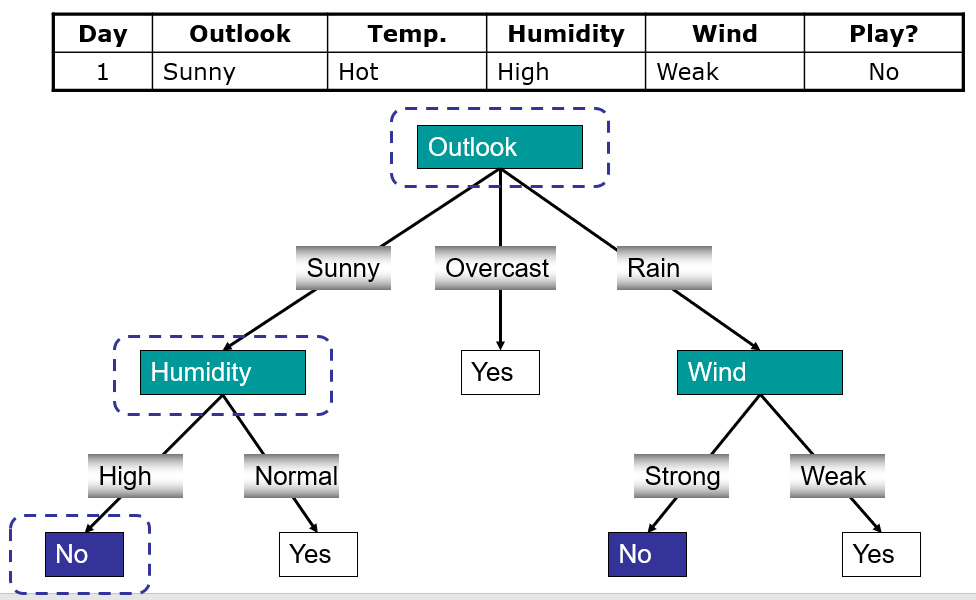 Day Outlook Temp. Humidity Wind Play?
1 Sunny Hot High Weak No
Outlook
Sunny Overcast Rain
Humidity Yes Wind
High Normal Strong Weak
No Yes No Yes